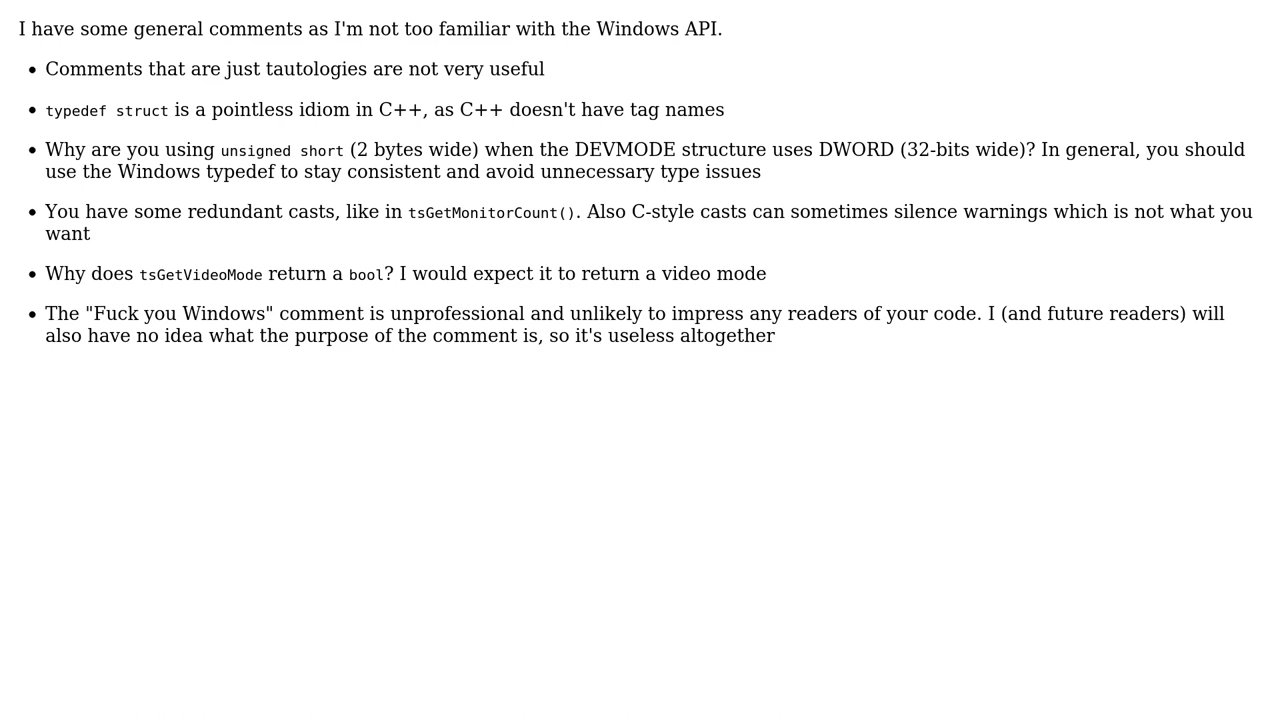 I have some general comments as I'm not too familiar with the Windows API.
• Comments that are just tautologies are not very useful
• typedef struct is a pointless idiom in C++, as C++ doesn't have tag names
• Why are you using unsigned short (2 bytes wide) when the DEVMODE structure uses DWORD (32-bits wide)? In general, you should
use the Windows typedef to stay consistent and avoid unnecessary type issues
• You have some redundant casts, like in tsGetMonitorCount(). Also C-style casts can sometimes silence warnings which is not what you
want
• Why does tsGetVideoMode return a bool? I would expect it to return a video mode
• The "Fuck you Windows" comment is unprofessional and unlikely to impress any readers of your code. I (and future readers) will
also have no idea what the purpose of the comment is, so it's useless altogether